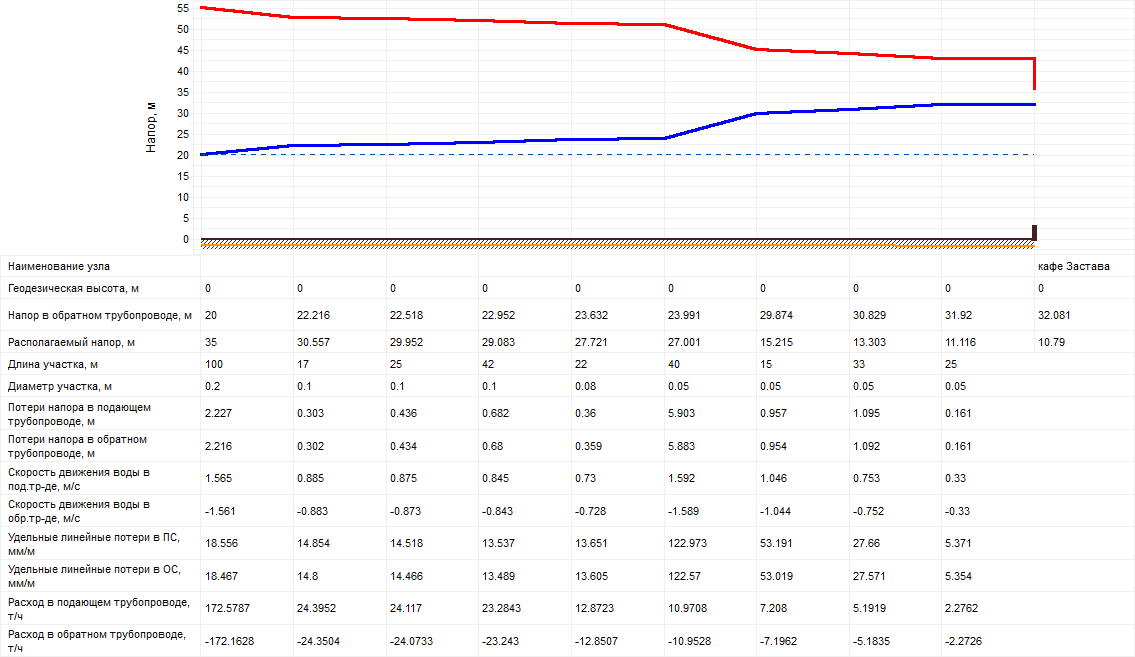 55
50
45
40
35
30
25
20
15
10
5
0
Напор, м
Наименование узла кафе Застава
Геодезическая высота, м 0 0 0 0 0 0 0 0 0 0
Напор в обратном трубопроводе, м 20 22.216 22.518 22.952 23.632 23.991 29.874 30.829 31.92 32.081
Располагаемый напор, м 35 30.557 29.952 29.083 27.721 27.001 15.215 13.303 11.116 10.79
Длина участка, м 100 17 25 42 22 40 15 33 25
Диаметр участка, м 0.2 0.1 0.1 0.1 0.08 0.05 0.05 0.05 0.05
Потери напора в подающем
трубопроводе, м 2.227 0.303 0.436 0.682 0.36 5.903 0.957 1.095 0.161
Потери напора в обратном
трубопроводе, м 2.216 0.302 0.434 0.68 0.359 5.883 0.954 1.092 0.161
Скорость движения воды в
под.тр-де, м/с 1.565 0.885 0.875 0.845 0.73 1.592 1.046 0.753 0.33
Скорость движения воды в
обр.тр-де, м/с -1.561 -0.883 -0.873 -0.843 -0.728 -1.589 -1.044 -0.752 -0.33
Удельные линейные потери в ПС,
мм/м 18.556 14.854 14.518 13.537 13.651 122.973 53.191 27.66 5.371
Удельные линейные потери в ОС,
мм/м 18.467 14.8 14.466 13.489 13.605 122.57 53.019 27.571 5.354
Расход в подающем трубопроводе,
т/ч 172.5787 24.3952 24.117 23.2843 12.8723 10.9708 7.208 5.1919 2.2762
Расход в обратном трубопроводе,
т/ч -172.1628 -24.3504 -24.0733 -23.243 -12.8507 -10.9528 -7.1962 -5.1835 -2.2726